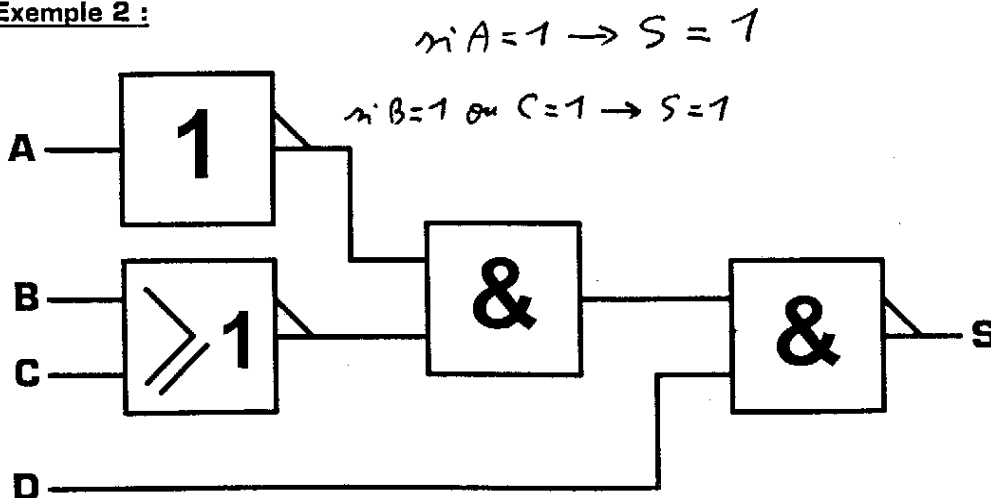 Exemple 2 :
si A = 1 → S = 1
si B = 1 ou C = 1 → S = 1
A
1
B
C
≥1
&
&
S
D